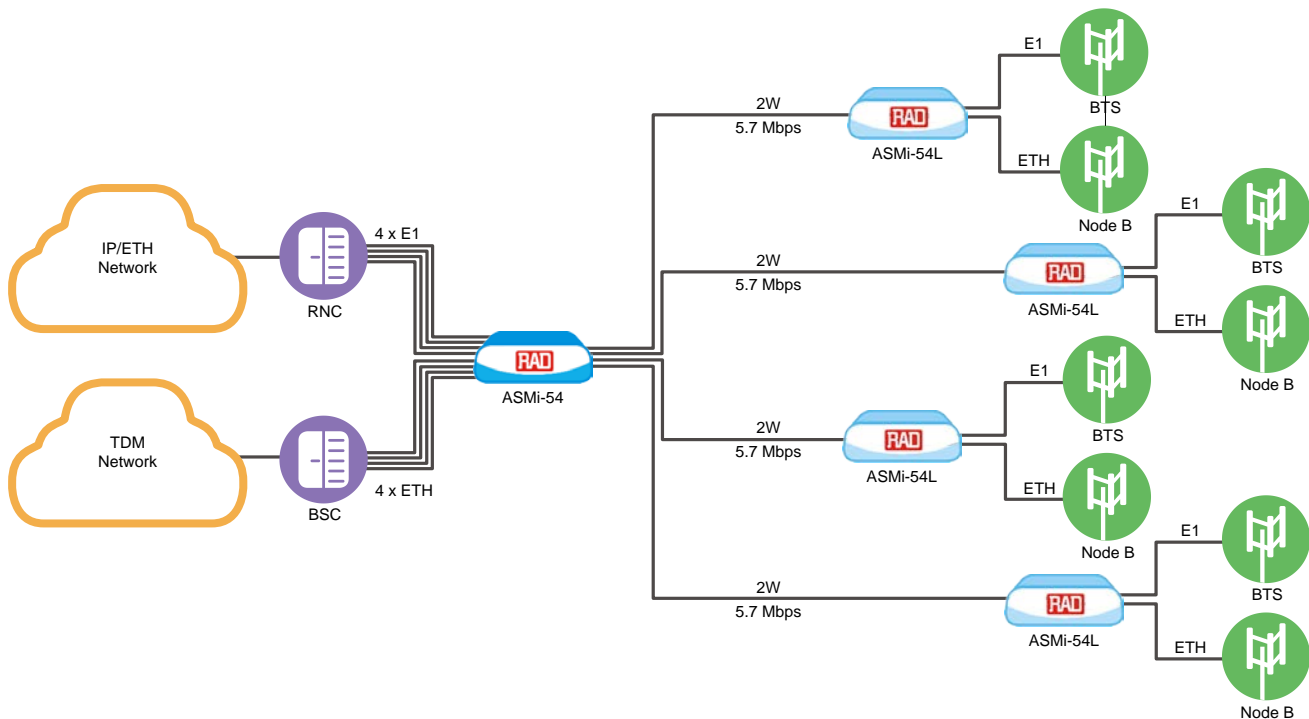 E1
BTS
2W
5.7 Mbps
RAD
ASMi-54L
ETH
Node B
E1
BTS
IP/ETH
Network
4 x E1
RNC
2W
5.7 Mbps
RAD
ASMi-54L
ETH
Node B
RAD
ASMi-54
E1
BTS
TDM
Network
4 x ETH
BSC
2W
5.7 Mbps
RAD
ASMi-54L
ETH
Node B
E1
BTS
2W
5.7 Mbps
RAD
ASMi-54L
ETH
Node B